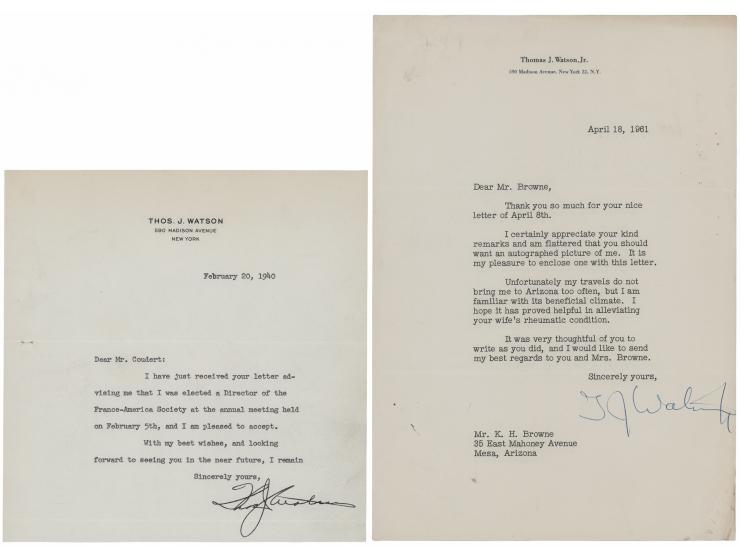 THOS. J. WATSON
590 MADISON AVENUE
NEW YORK
February 20, 1940
Dear Mr. Coudert:
I have just received your letter ad-
vising me that I was elected a Director of the
France-America Society at the annual meeting held
on February 5th, and I am pleased to accept.
With my best wishes, and looking
forward to seeing you in the near future, I remain
Sincerely yours,
Thos J Watson
Thomas J. Watson, Jr.
590 Madison Avenue, New York 22, N.Y.
April 18, 1961
Dear Mr. Browne,
Thank you so much for your nice
letter of April 8th.
I certainly appreciate your kind
remarks and am flattered that you should
want an autographed picture of me. It is
my pleasure to enclose one with this letter.
Unfortunately my travels do not
bring me to Arizona too often, but I am
familiar with its beneficial climate. I
hope it has proved helpful in alleviating
your wife's rheumatic condition.
It was very thoughtful of you to
write as you did, and I would like to send
my best regards to you and Mrs. Browne.
Sincerely yours,
T J Watson Jr
Mr. K. H. Browne
35 East Mahoney Avenue
Mesa, Arizona